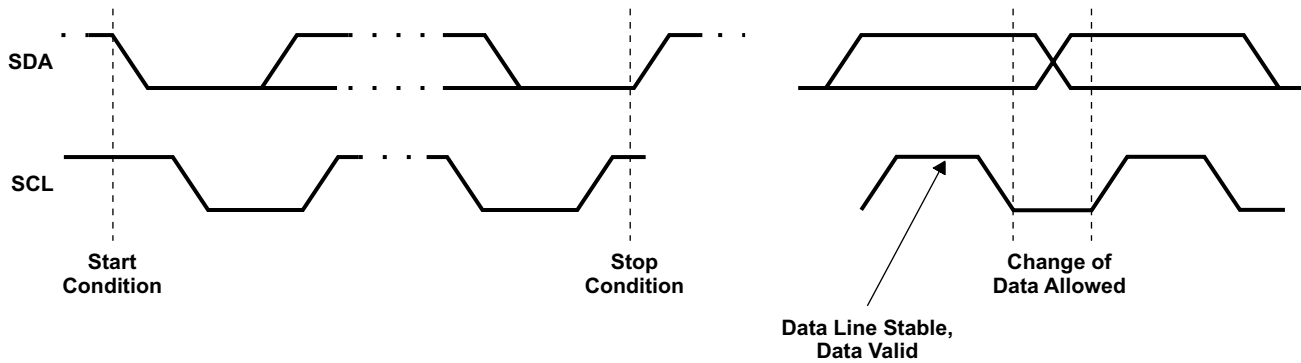 SDA
SCL
Start
Condition
Stop
Condition
Change of
Data Allowed
Data Line Stable,
Data Valid